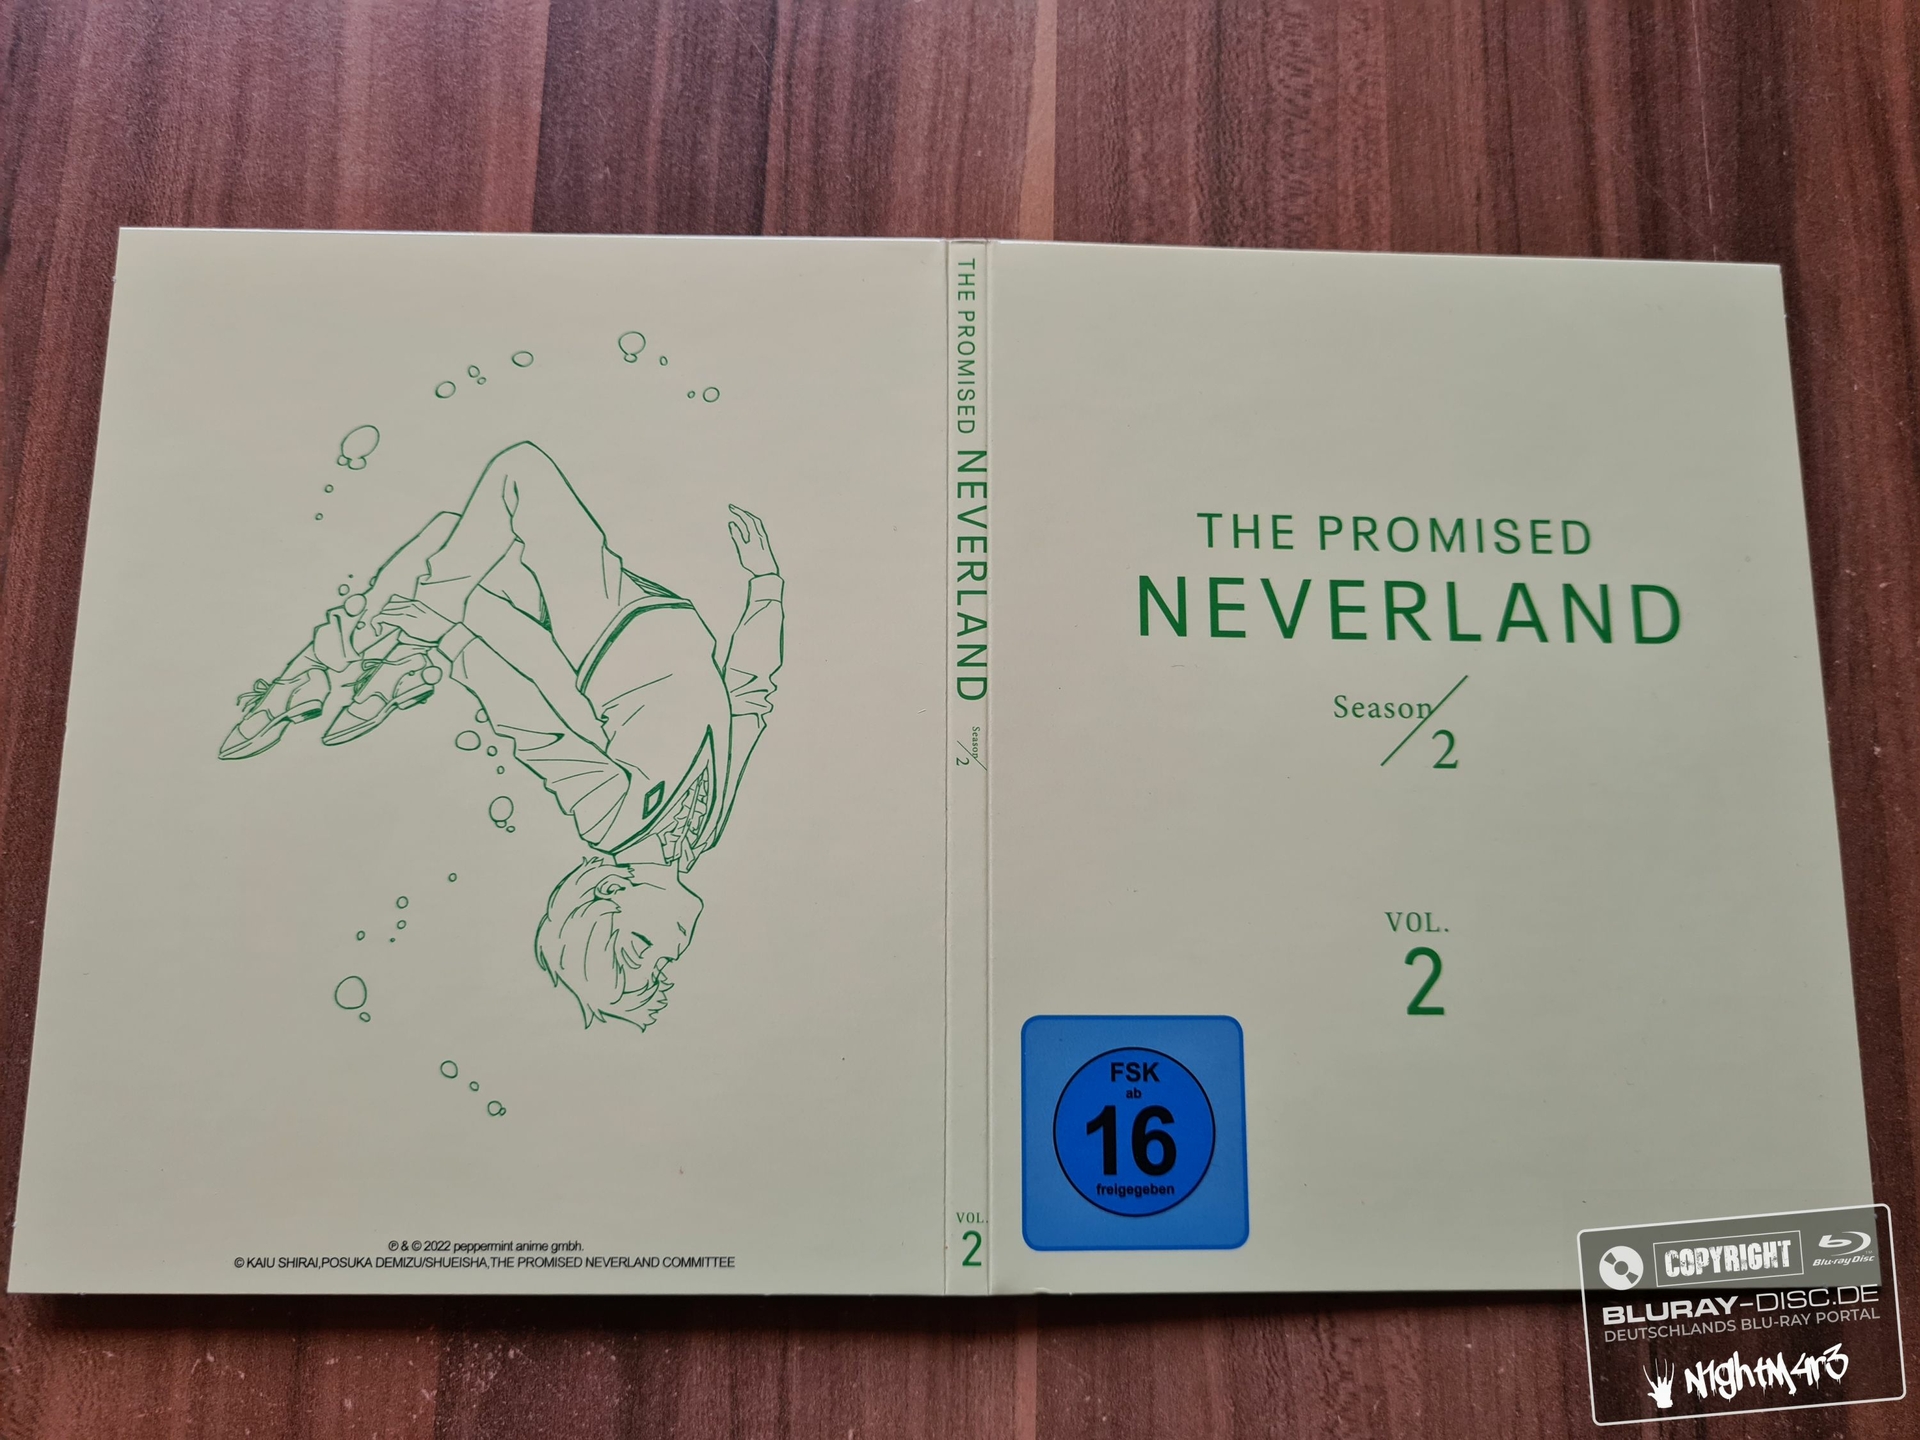 ℗ & © 2022 peppermint anime gmbh.
© KAIU SHIRAI,POSUKA DEMIZU/SHUEISHA,THE PROMISED NEVERLAND COMMITTEE
THE PROMISED NEVERLAND Season/2
VOL.
2
THE PROMISED
NEVERLAND
Season/2
VOL.
2
FSK
ab
16
freigegeben
COPYRIGHT Blu-ray Disc
BLURAY-DISC.DE
DEUTSCHLANDS BLU-RAY PORTAL
N1ghtM4r3